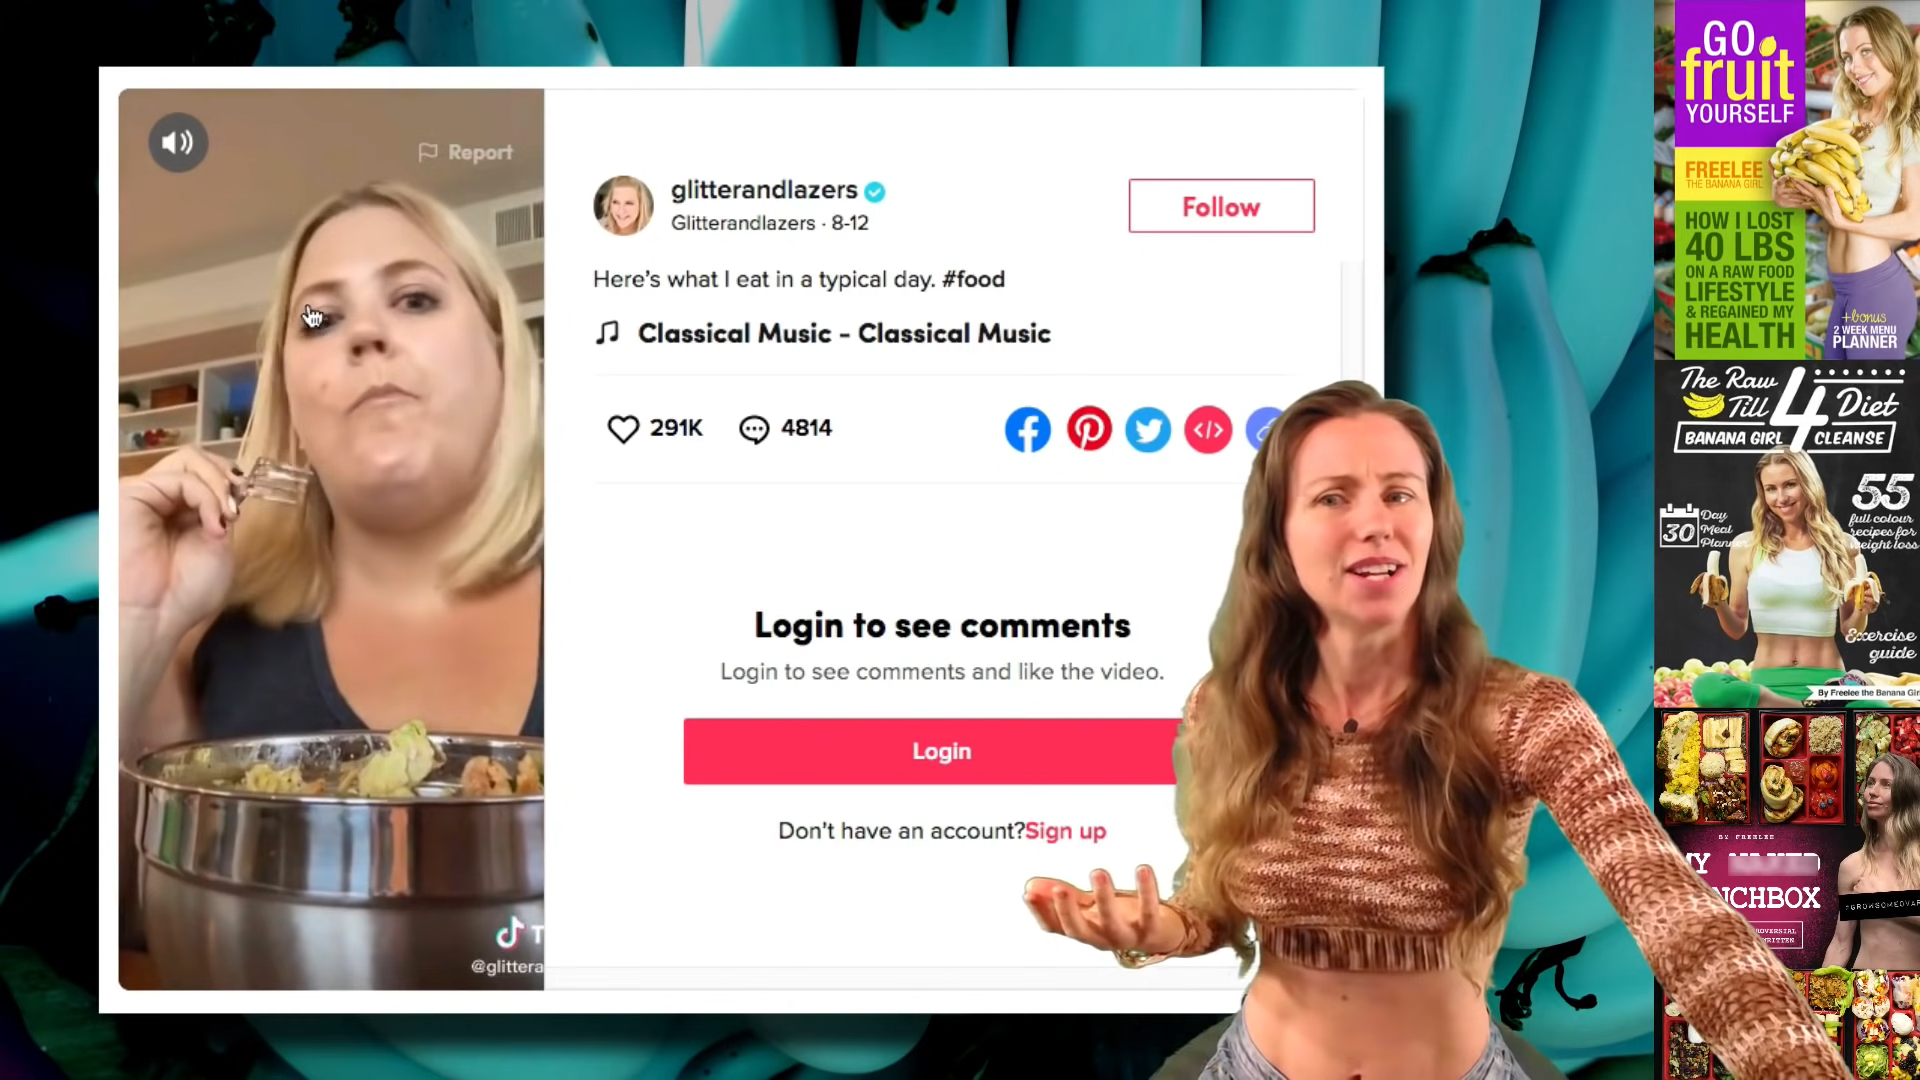 Report
glitterandlazers
Glitterandlazers · 8-12
Follow
Here's what I eat in a typical day. #food
Classical Music - Classical Music
291K
4814
Login to see comments
Login to see comments and like the video.
Login
Don't have an account?Sign up
@glittera
GO
fruit
YOURSELF
FREELEE
THE BANANA GIRL
HOW I LOST
40 LBS
ON A RAW FOOD
LIFESTYLE
& REGAINED MY
HEALTH
+bonus
2 WEEK MENU
PLANNER
The Raw
Till 4 Diet
BANANA GIRL CLEANSE
30 Day
Meal
Planner
55
full colour
recipes for
weight loss
Exercise
guide
By Freelee the Banana Gir
BY FREELEE
NCHBOX